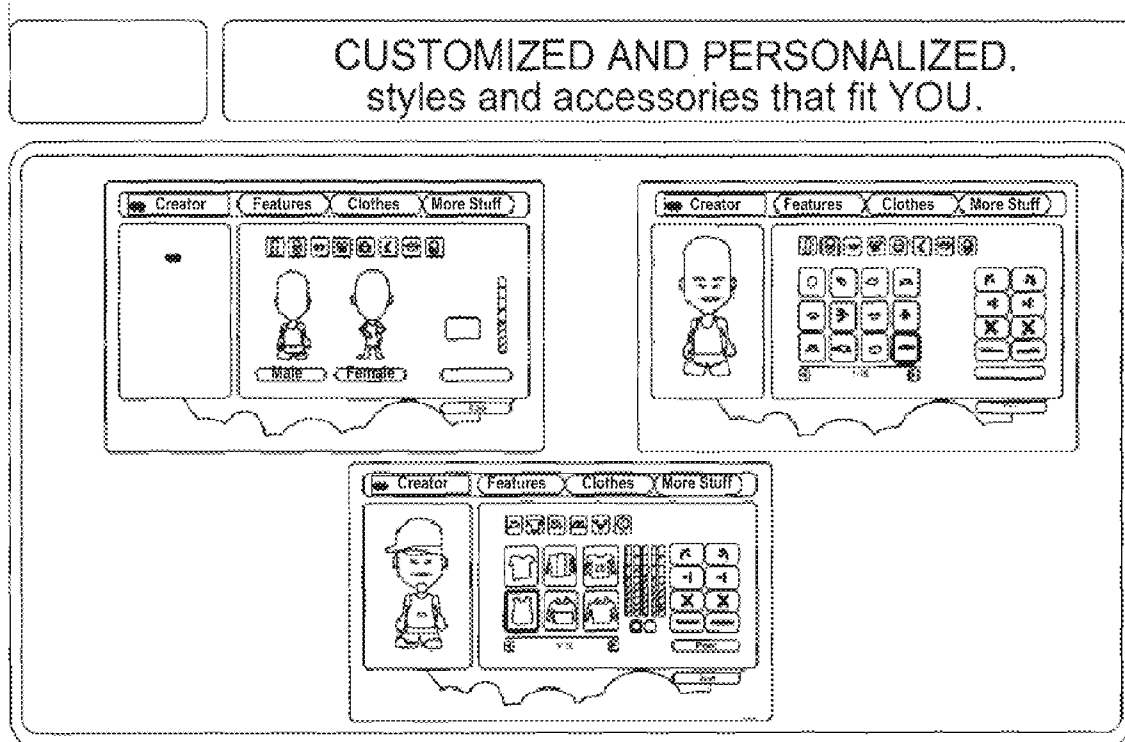 CUSTOMIZED AND PERSONALIZED.
styles and accessories that fit YOU.
Creator Features Clothes More Stuff
Male Female
Creator Features Clothes More Stuff
Creator Features Clothes More Stuff